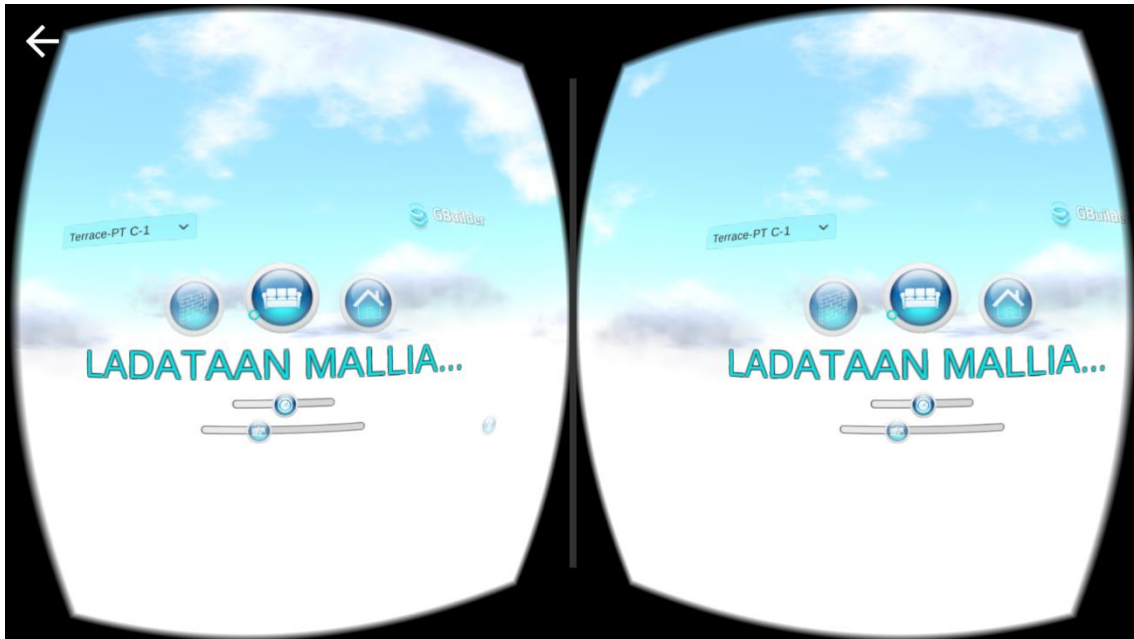 GBuilder
Terrace-PT C-1
LADATAAN MALLIA...
GBuilder
Terrace-PT C-1
LADATAAN MALLIA...